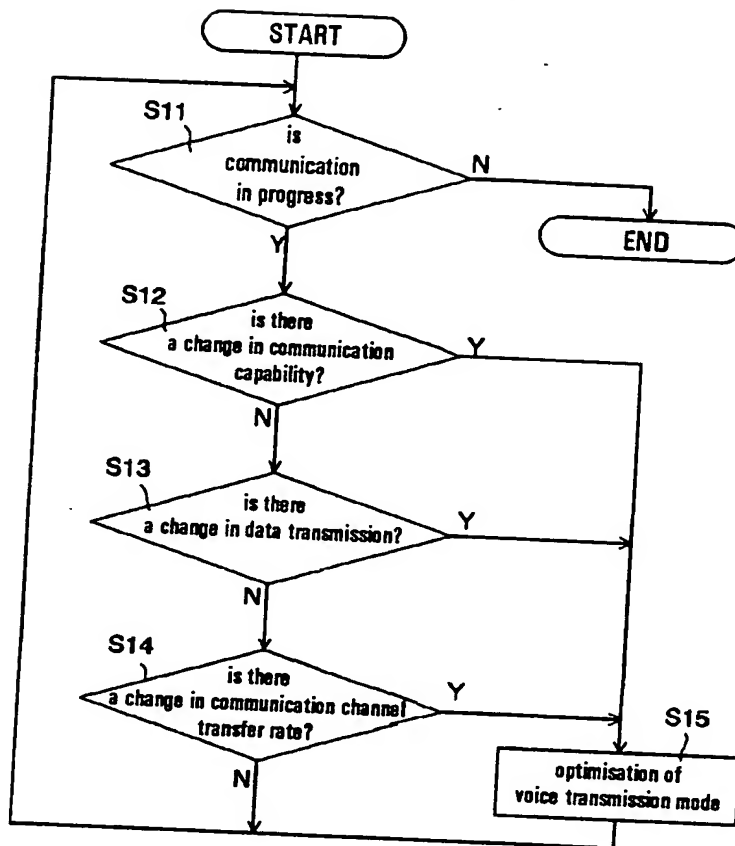 START
S11
is
communication
in progress?
N
END
Y
S12
is there
a change in communication
capability?
Y
N
S13
is there
a change in data transmission?
Y
N
S14
is there
a change in communication channel
transfer rate?
Y
N
S15
optimisation of
voice transmission mode